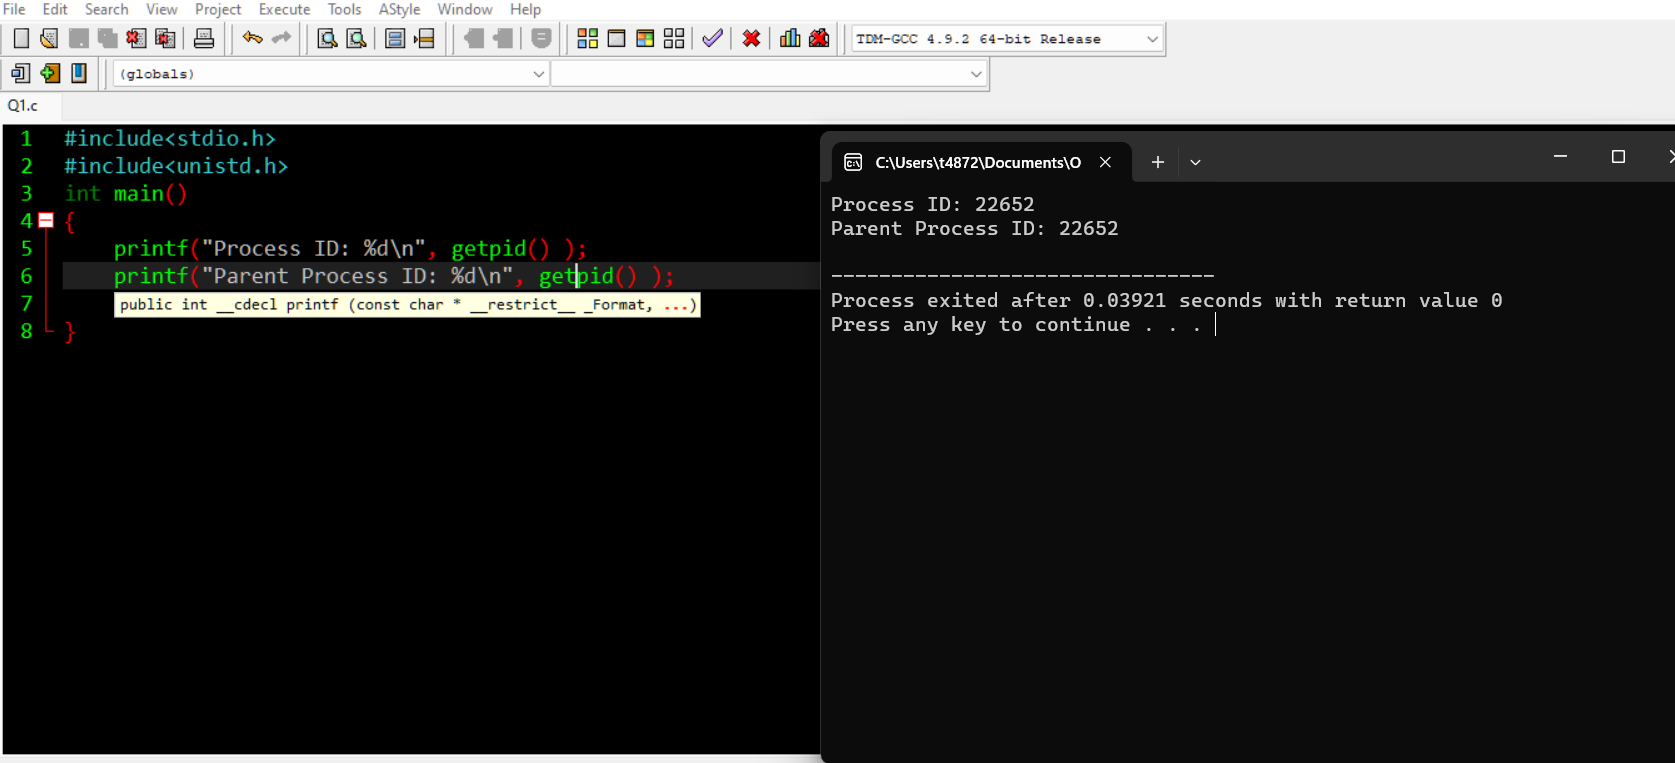 File Edit Search View Project Execute Tools AStyle Window Help
TDM-GCC 4.9.2 64-bit Release
(globals)
Q1.c
1 #include<stdio.h>
2 #include<unistd.h>
3 int main()
4 {
5 printf("Process ID: %d\n", getpid() );
6 printf("Parent Process ID: %d\n", getpid() );
7
public int __cdecl printf (const char * __restrict__ _Format, ...)
8 }
C:\Users\t4872\Documents\O
Process ID: 22652
Parent Process ID: 22652
--------------------------------
Process exited after 0.03921 seconds with return value 0
Press any key to continue . . .